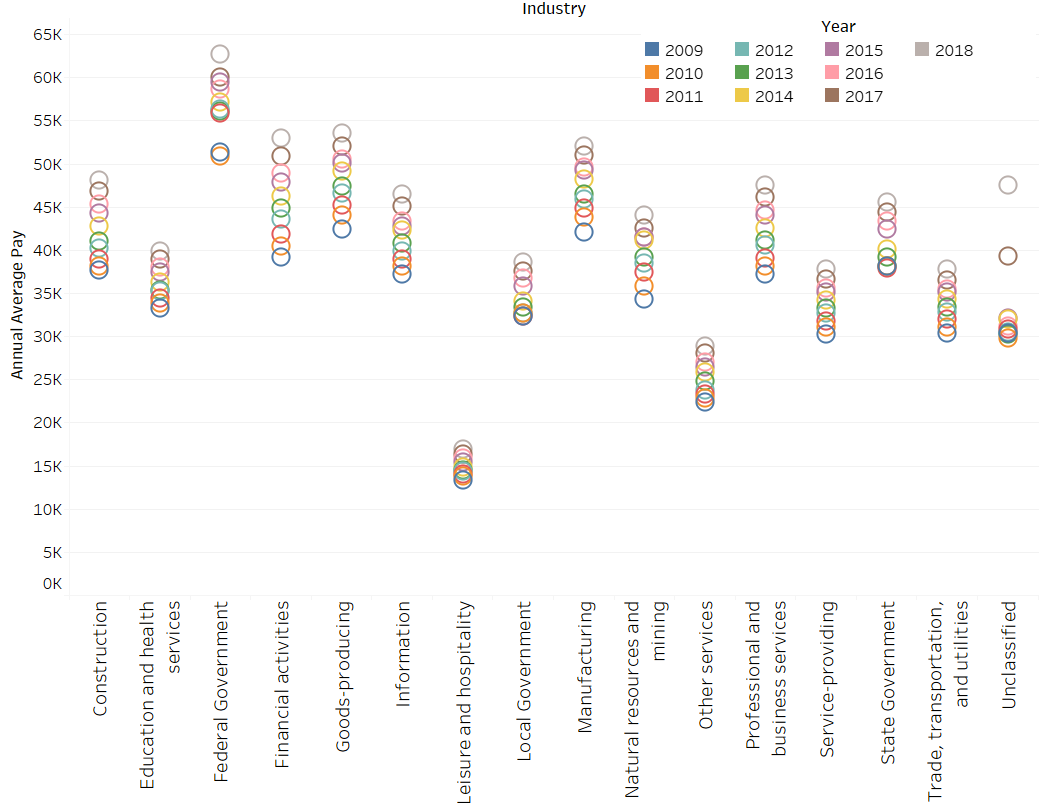 Industry
Year
2009
2012
2015
2018
2010
2013
2016
2011
2014
2017
Annual Average Pay
65K
60K
55K
50K
45K
40K
35K
30K
25K
20K
15K
10K
5K
0K
Construction
Education and health
services
Federal Government
Financial activities
Goods-producing
Information
Leisure and hospitality
Local Government
Manufacturing
Natural resources and
mining
Other services
Professional and
business services
Service-providing
State Government
Trade, transportation,
and utilities
Unclassified